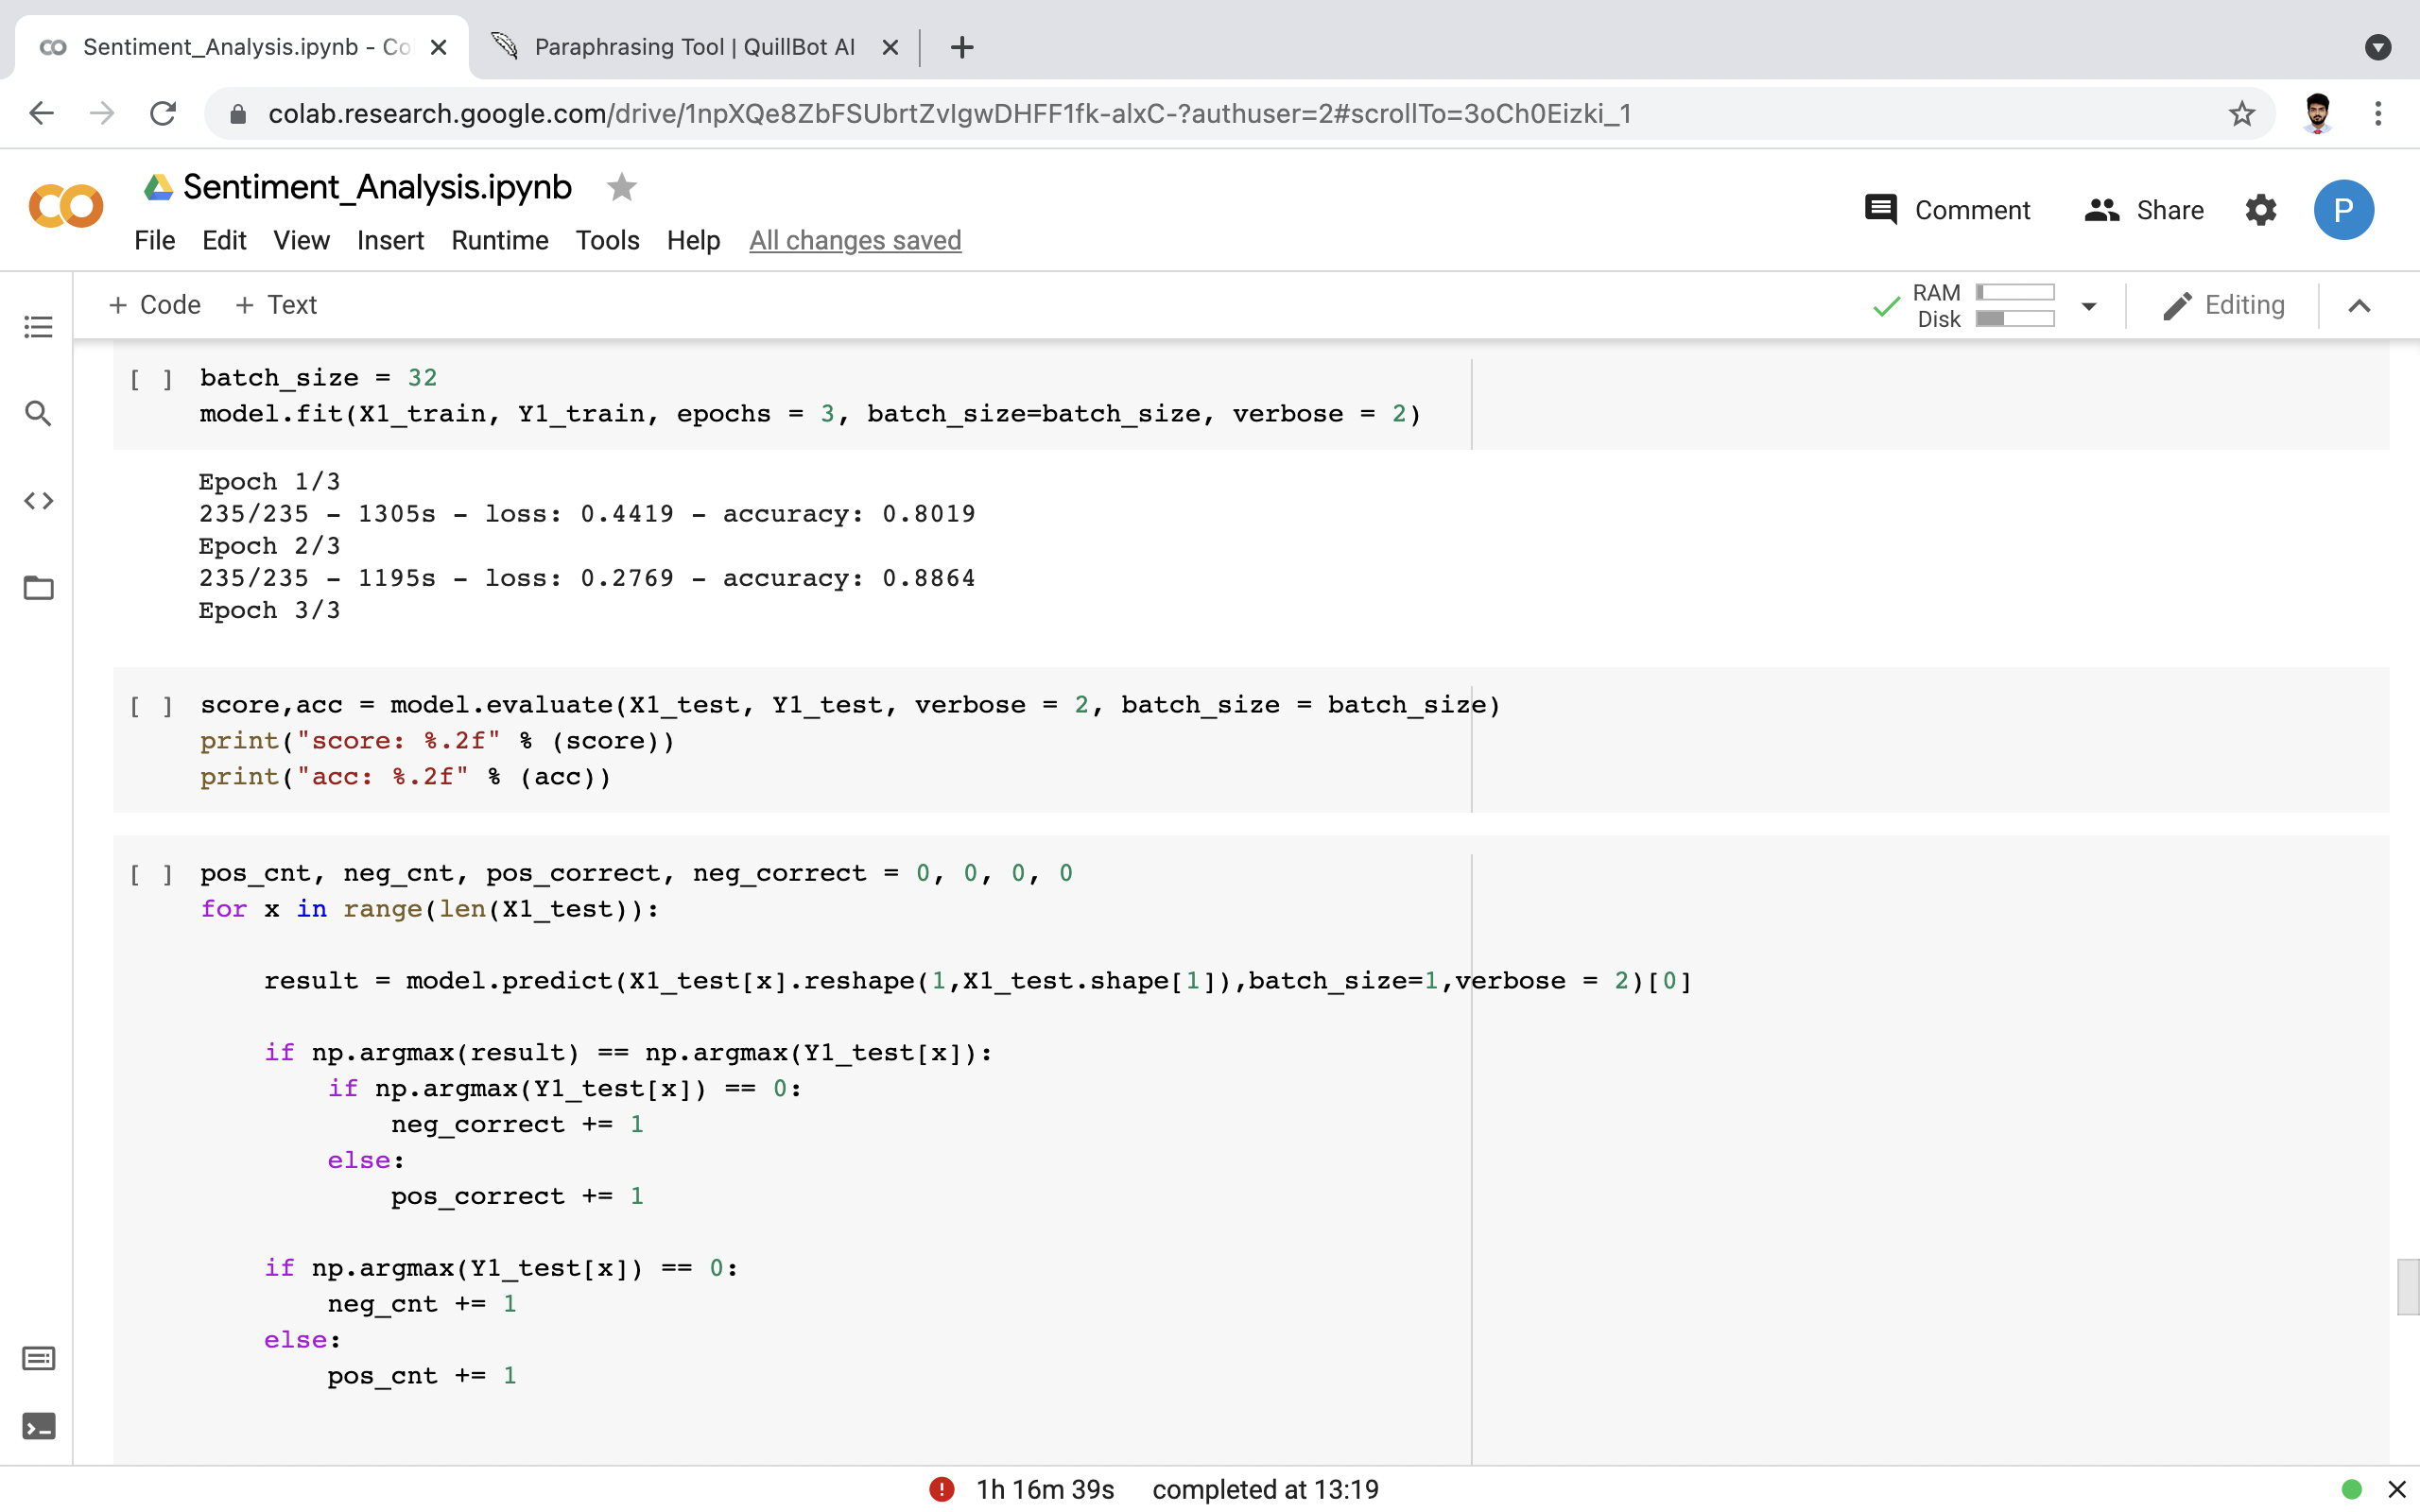 Sentiment_Analysis.ipynb - Co
Paraphrasing Tool | QuillBot AI
colab.research.google.com/drive/1npXQe8ZbFSUbrtZvIgwDHFF1fk-alxC-?authuser=2#scrollTo=3oCh0Eizki_1
Sentiment_Analysis.ipynb
File Edit View Insert Runtime Tools Help All changes saved
Comment Share P
+ Code + Text
RAM
Disk
Editing
[ ] batch_size = 32
model.fit(X1_train, Y1_train, epochs = 3, batch_size=batch_size, verbose = 2)
Epoch 1/3
235/235 - 1305s - loss: 0.4419 - accuracy: 0.8019
Epoch 2/3
235/235 - 1195s - loss: 0.2769 - accuracy: 0.8864
Epoch 3/3
[ ] score,acc = model.evaluate(X1_test, Y1_test, verbose = 2, batch_size = batch_size)
print("score: %.2f" % (score))
print("acc: %.2f" % (acc))
[ ] pos_cnt, neg_cnt, pos_correct, neg_correct = 0, 0, 0, 0
for x in range(len(X1_test)):
result = model.predict(X1_test[x].reshape(1,X1_test.shape[1]),batch_size=1,verbose = 2)[0]
if np.argmax(result) == np.argmax(Y1_test[x]):
if np.argmax(Y1_test[x]) == 0:
neg_correct += 1
else:
pos_correct += 1
if np.argmax(Y1_test[x]) == 0:
neg_cnt += 1
else:
pos_cnt += 1
1h 16m 39s completed at 13:19